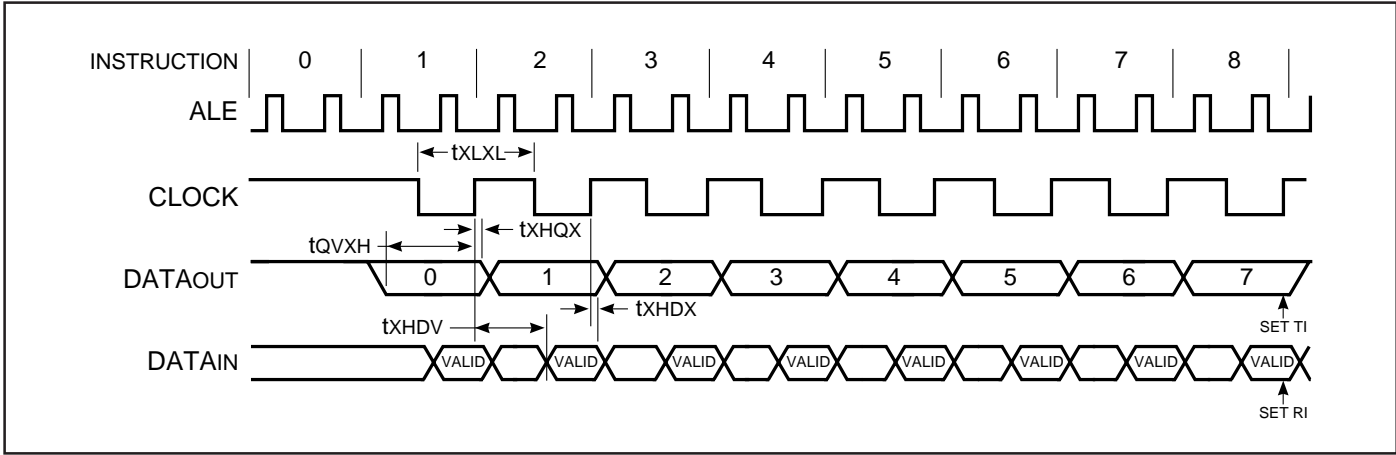 INSTRUCTION 0 1 2 3 4 5 6 7 8
ALE
tXLXL
CLOCK
tXHQX
tQVXH
DATAOUT 0 1 2 3 4 5 6 7
tXHDX
tXHDV
SET TI
DATAIN VALID VALID VALID VALID VALID VALID VALID VALID
SET RI